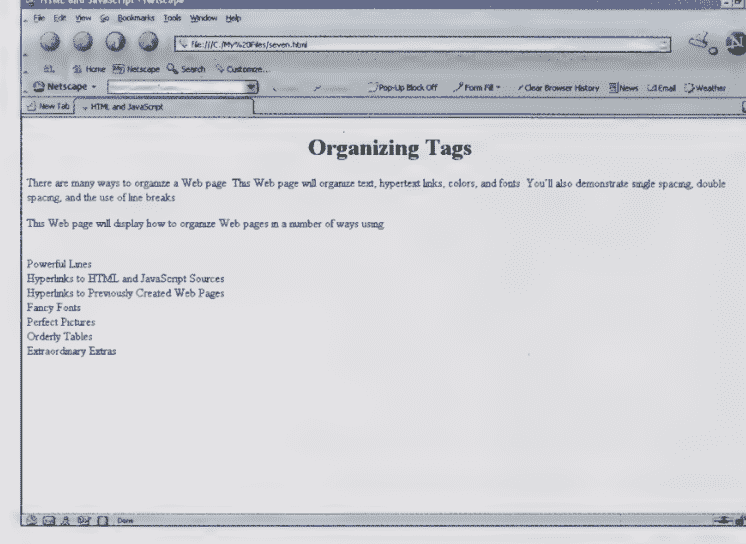 HTML and JavaScript - Netscape
File Edit View Go Bookmarks Tools Window Help
file:///C:/My%20Files/seven.html
Home My Netscape Search Customize...
Netscape Pop-Up Block Off Form Fill Clear Browser History News Email Weather
New Tab HTML and JavaScript
Organizing Tags
There are many ways to organize a Web page This Web page will organize text, hypertext links, colors, and fonts You'll also demonstrate single spacing, double
spacing, and the use of line breaks
This Web page will display how to organize Web pages in a number of ways using
Powerful Lines
Hyperlinks to HTML and JavaScript Sources
Hyperlinks to Previously Created Web Pages
Fancy Fonts
Perfect Pictures
Orderly Tables
Extraordinary Extras
Done